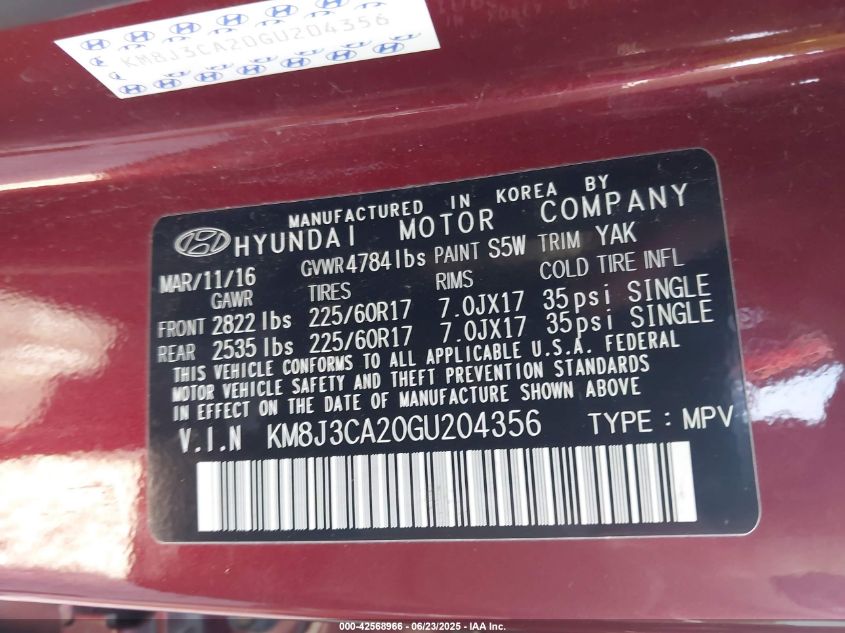 KM8J3CA20GU204356
MANUFACTURED IN KOREA BY
HYUNDAI MOTOR COMPANY
MAR/11/16 GVWR 4784 lbs PAINT S5W TRIM YAK
GAWR TIRES RIMS COLD TIRE INFL
FRONT 2822 lbs 225/60R17 7.0JX17 35psi SINGLE
REAR 2535 lbs 225/60R17 7.0JX17 35psi SINGLE
THIS VEHICLE CONFORMS TO ALL APPLICABLE U.S.A. FEDERAL
MOTOR VEHICLE SAFETY AND THEFT PREVENTION STANDARDS
IN EFFECT ON THE DATE OF MANUFACTURE SHOWN ABOVE
V.I.N KM8J3CA20GU204356 TYPE : MPV
000-42568966 - 06/23/2025 - IAA Inc.